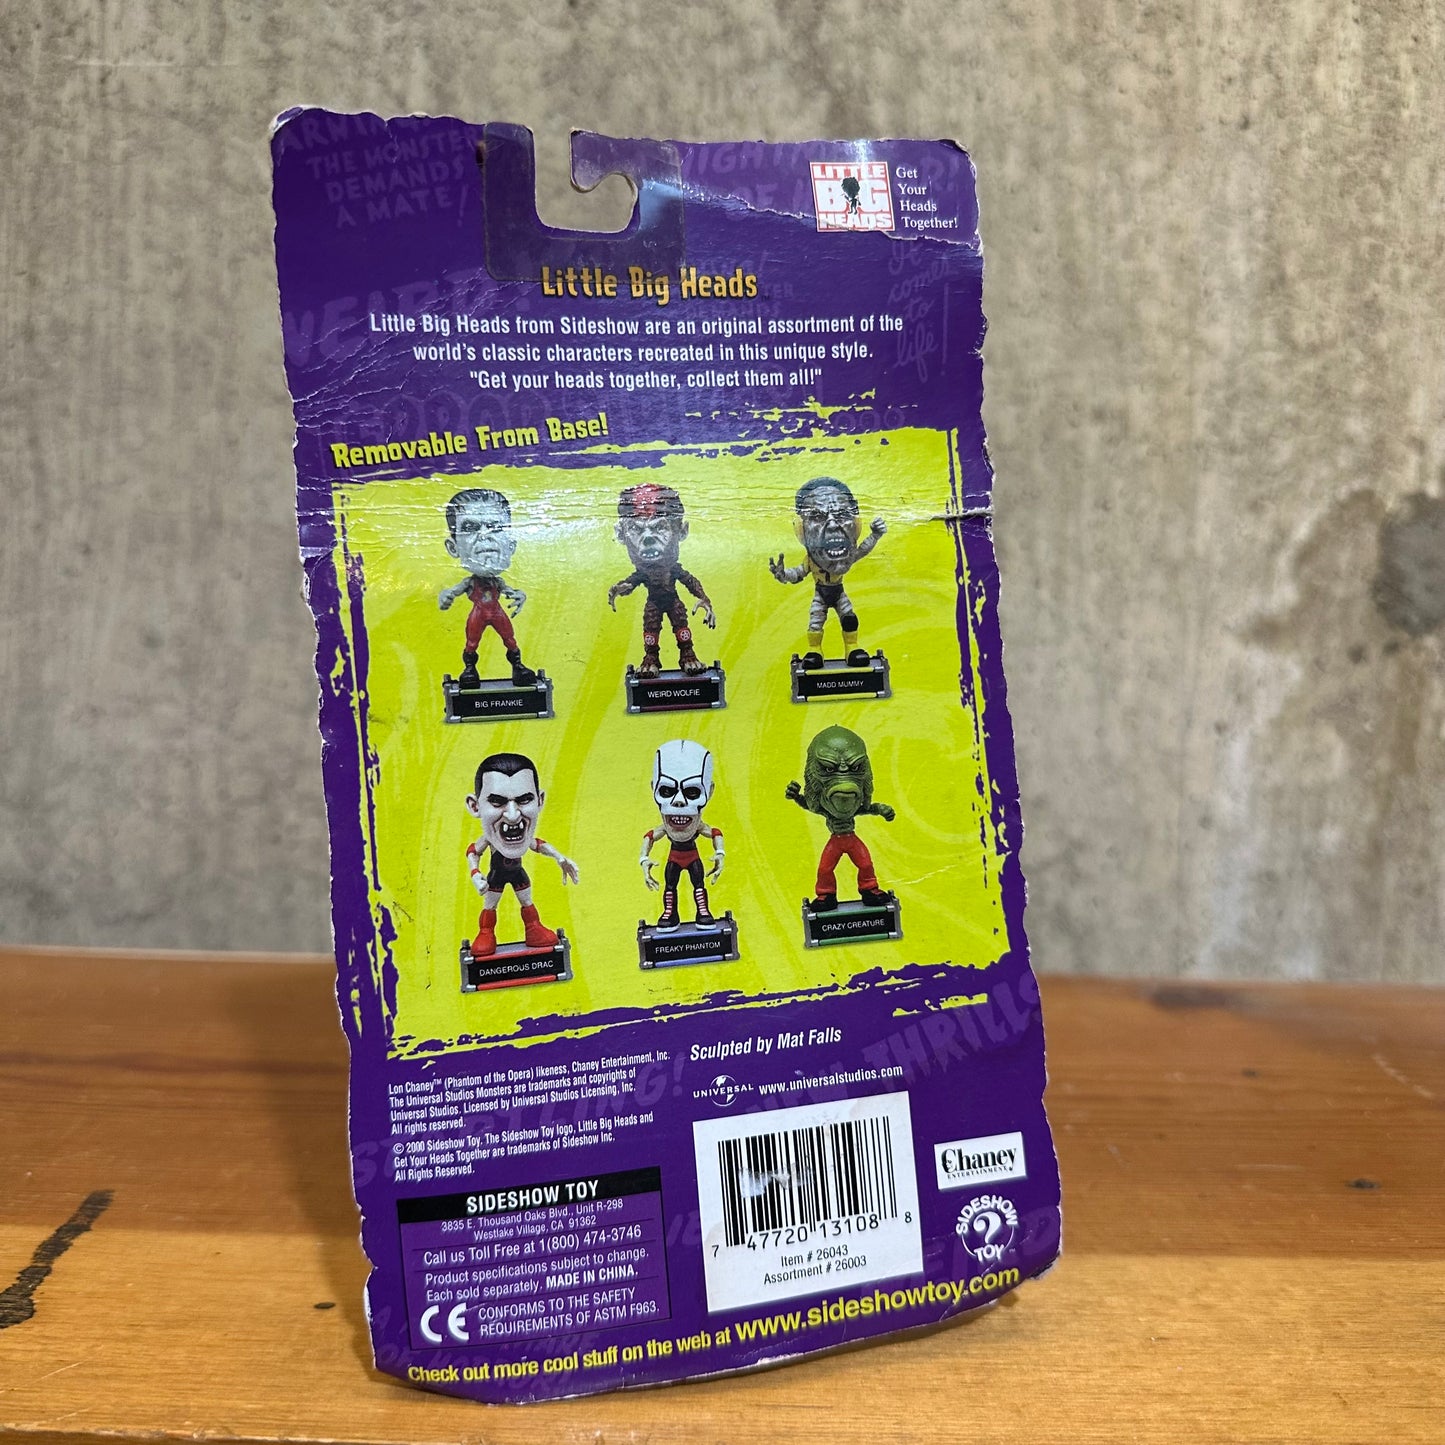 THE MONSTER
DEMANDS
A MATE!
LITTLE
BIG
HEADS
Get
Your
Heads
Together!
It
comes
to
life!
Little Big Heads
Little Big Heads from Sideshow are an original assortment of the
world's classic characters recreated in this unique style.
"Get your heads together, collect them all!"
Removable From Base!
BIG FRANKIE
WEIRD WOLFIE
MADD MUMMY
DANGEROUS DRAC
FREAKY PHANTOM
CRAZY CREATURE
Sculpted by Mat Falls
Lon Chaney™ (Phantom of the Opera) likeness, Chaney Entertainment, Inc.
The Universal Studios Monsters are trademarks and copyrights of
Universal Studios. Licensed by Universal Studios Licensing, Inc.
All rights reserved.
© 2000 Sideshow Toy. The Sideshow Toy logo, Little Big Heads and
Get Your Heads Together are trademarks of Sideshow Inc.
All Rights Reserved.
UNIVERSAL www.universalstudios.com
SIDESHOW TOY
3835 E. Thousand Oaks Blvd., Unit R-298
Westlake Village, CA 91362
Call us Toll Free at 1(800) 474-3746
Product specifications subject to change.
Each sold separately. MADE IN CHINA.
CE CONFORMS TO THE SAFETY
REQUIREMENTS OF ASTM F963.
7 47720 13108 8
Item # 26043
Assortment # 26003
Chaney
ENTERTAINMENT
SIDESHOW
?
TOY
THRILLS
Check out more cool stuff on the web at www.sideshowtoy.com